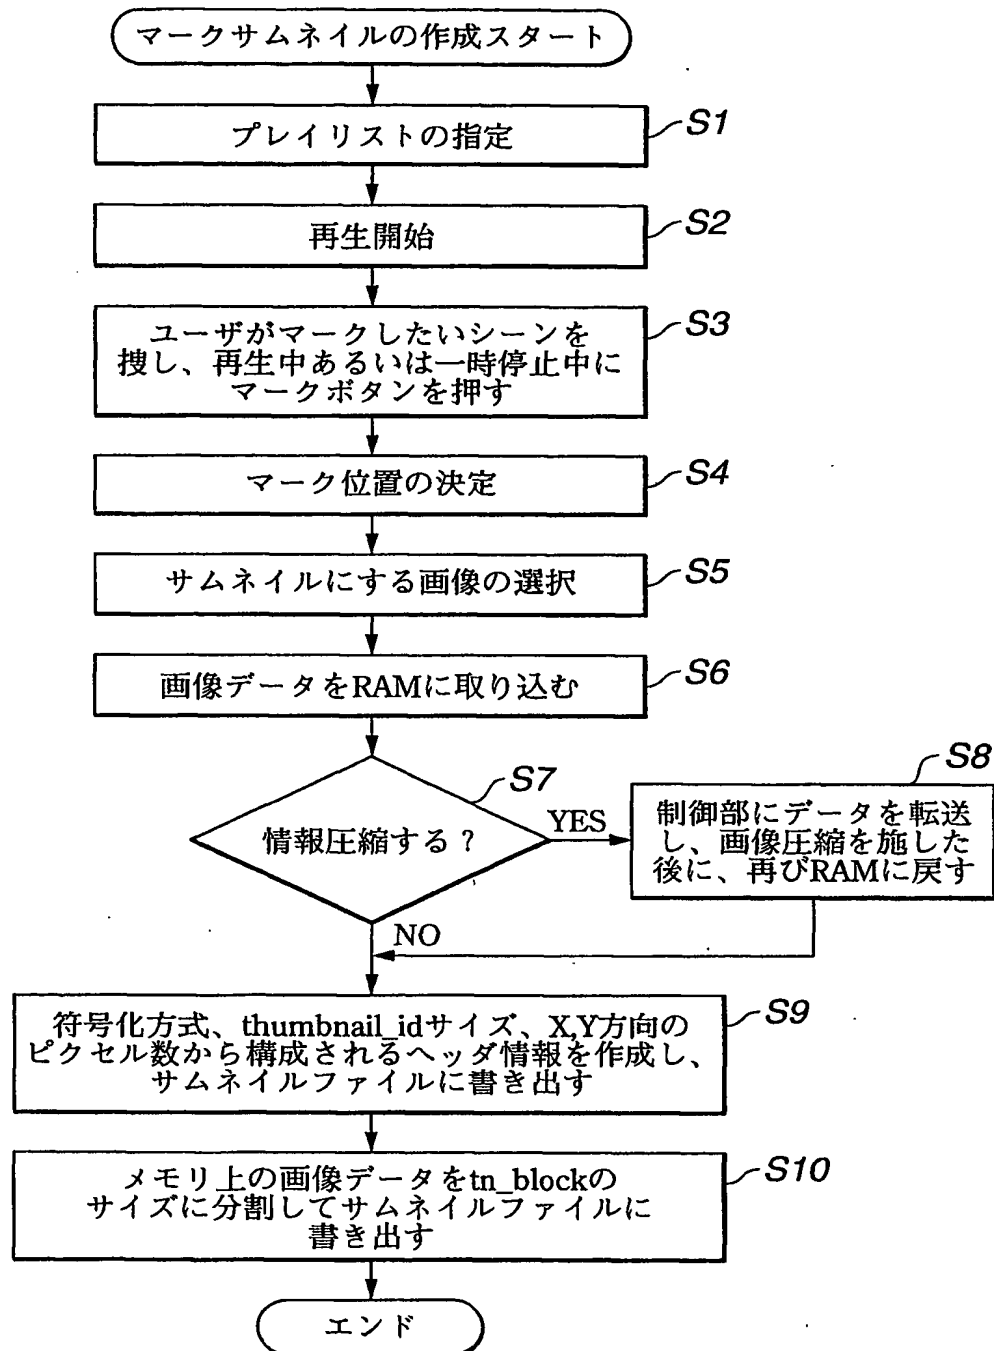 マークサムネイルの作成スタート
プレイリストの指定
S1
再生開始
S2
ユーザがマークしたいシーンを
捜し、再生中あるいは一時停止中に
マークボタンを押す
S3
マーク位置の決定
S4
サムネイルにする画像の選択
S5
画像データをRAMに取り込む
S6
情報圧縮する?
S7
YES
制御部にデータを転送
し、画像圧縮を施した
後に、再びRAMに戻す
S8
NO
符号化方式、thumbnail_idサイズ、X,Y方向の
ピクセル数から構成されるヘッダ情報を作成し、
サムネイルファイルに書き出す
S9
メモリ上の画像データをtn_blockの
サイズに分割してサムネイルファイルに
書き出す
S10
エンド